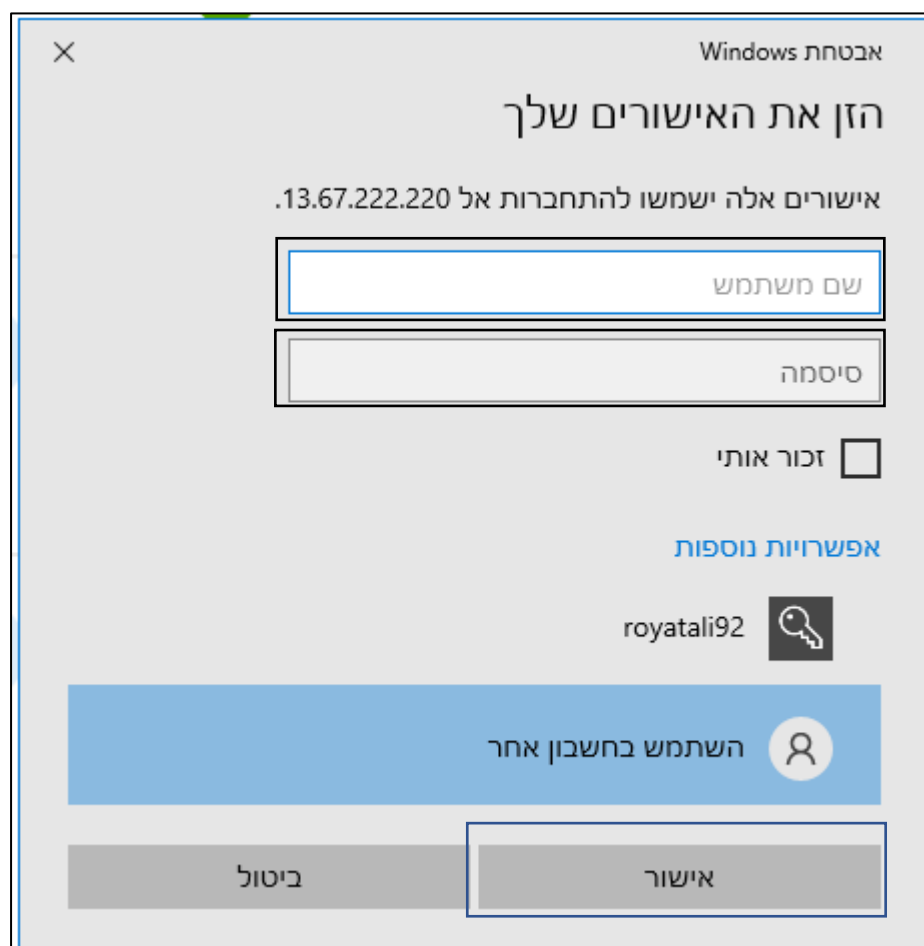 אבטחת Windows
הזן את האישורים שלך
אישורים אלה ישמשו להתחברות אל 13.67.222.220.
שם משתמש
סיסמה
זכור אותי
אפשרויות נוספות
royatali92
השתמש בחשבון אחר
אישור
ביטול